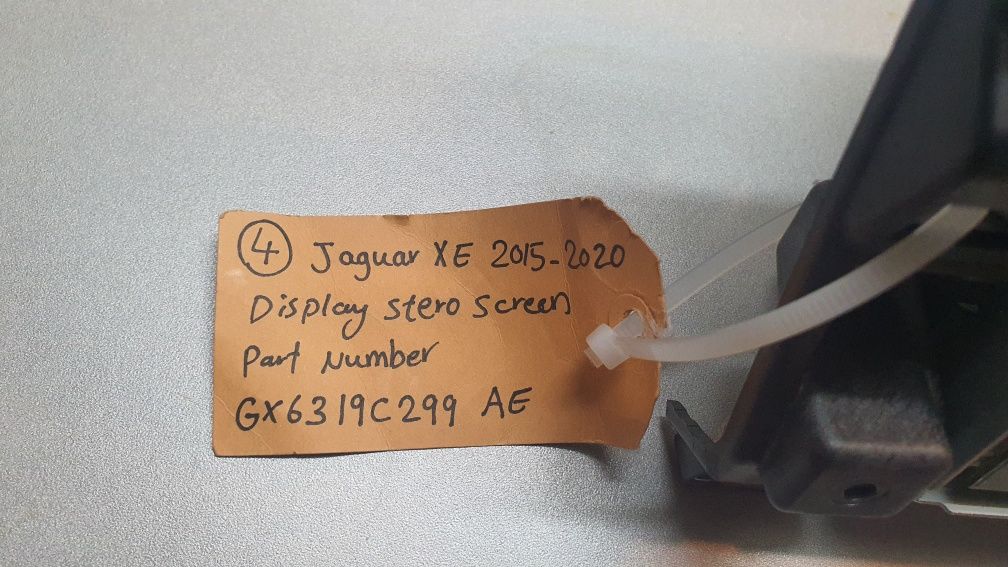 4 Jaguar XE 2015-2020
Display stero screen
Part Number
GX6319C299 AE